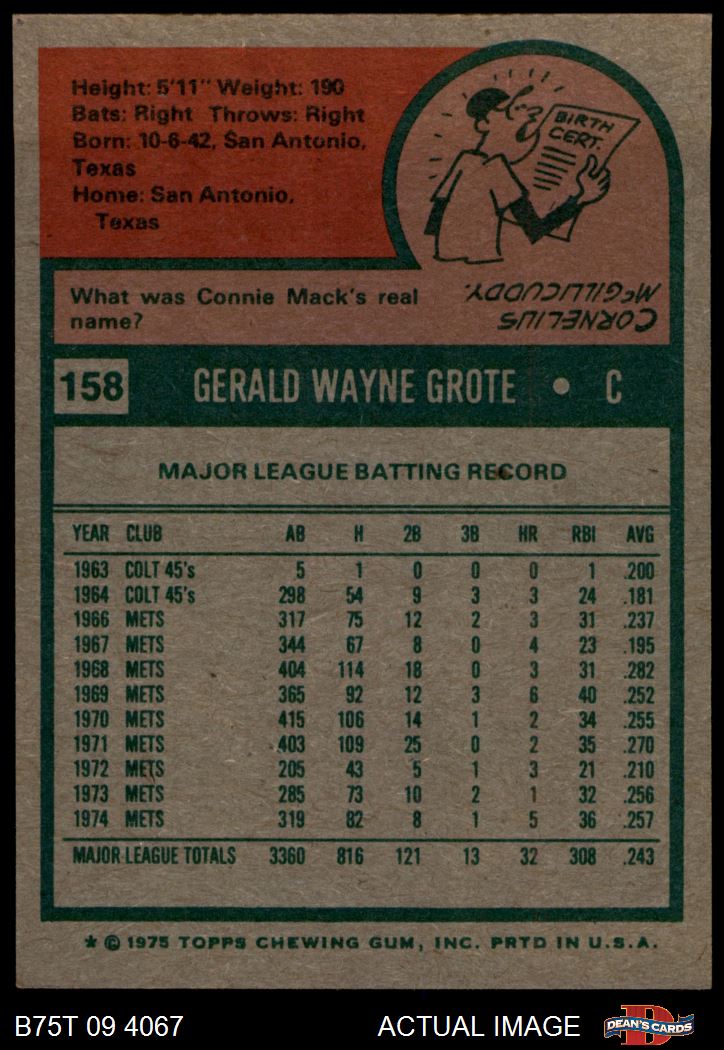 Height: 5'11" Weight: 190
Bats: Right Throws: Right
Born: 10-6-42, San Antonio,
Texas
Home: San Antonio,
Texas
BIRTH
CERT.
What was Connie Mack's real
name?
CORNELIUS
McGILLICUDDY.
158 GERALD WAYNE GROTE • C
MAJOR LEAGUE BATTING RECORD
YEAR CLUB AB H 2B 3B HR RBI AVG
1963 COLT 45's 5 1 0 0 0 1 .200
1964 COLT 45's 298 54 9 3 3 24 .181
1966 METS 317 75 12 2 3 31 .237
1967 METS 344 67 8 0 4 23 .195
1968 METS 404 114 18 0 3 31 .282
1969 METS 365 92 12 3 6 40 .252
1970 METS 415 106 14 1 2 34 .255
1971 METS 403 109 25 0 2 35 .270
1972 METS 205 43 5 1 3 21 .210
1973 METS 285 73 10 2 1 32 .256
1974 METS 319 82 8 1 5 36 .257
MAJOR LEAGUE TOTALS 3360 816 121 13 32 308 .243
* © 1975 TOPPS CHEWING GUM, INC. PRTD IN U.S.A.
B75T 09 4067 ACTUAL IMAGE
D
DEAN'S CARDS